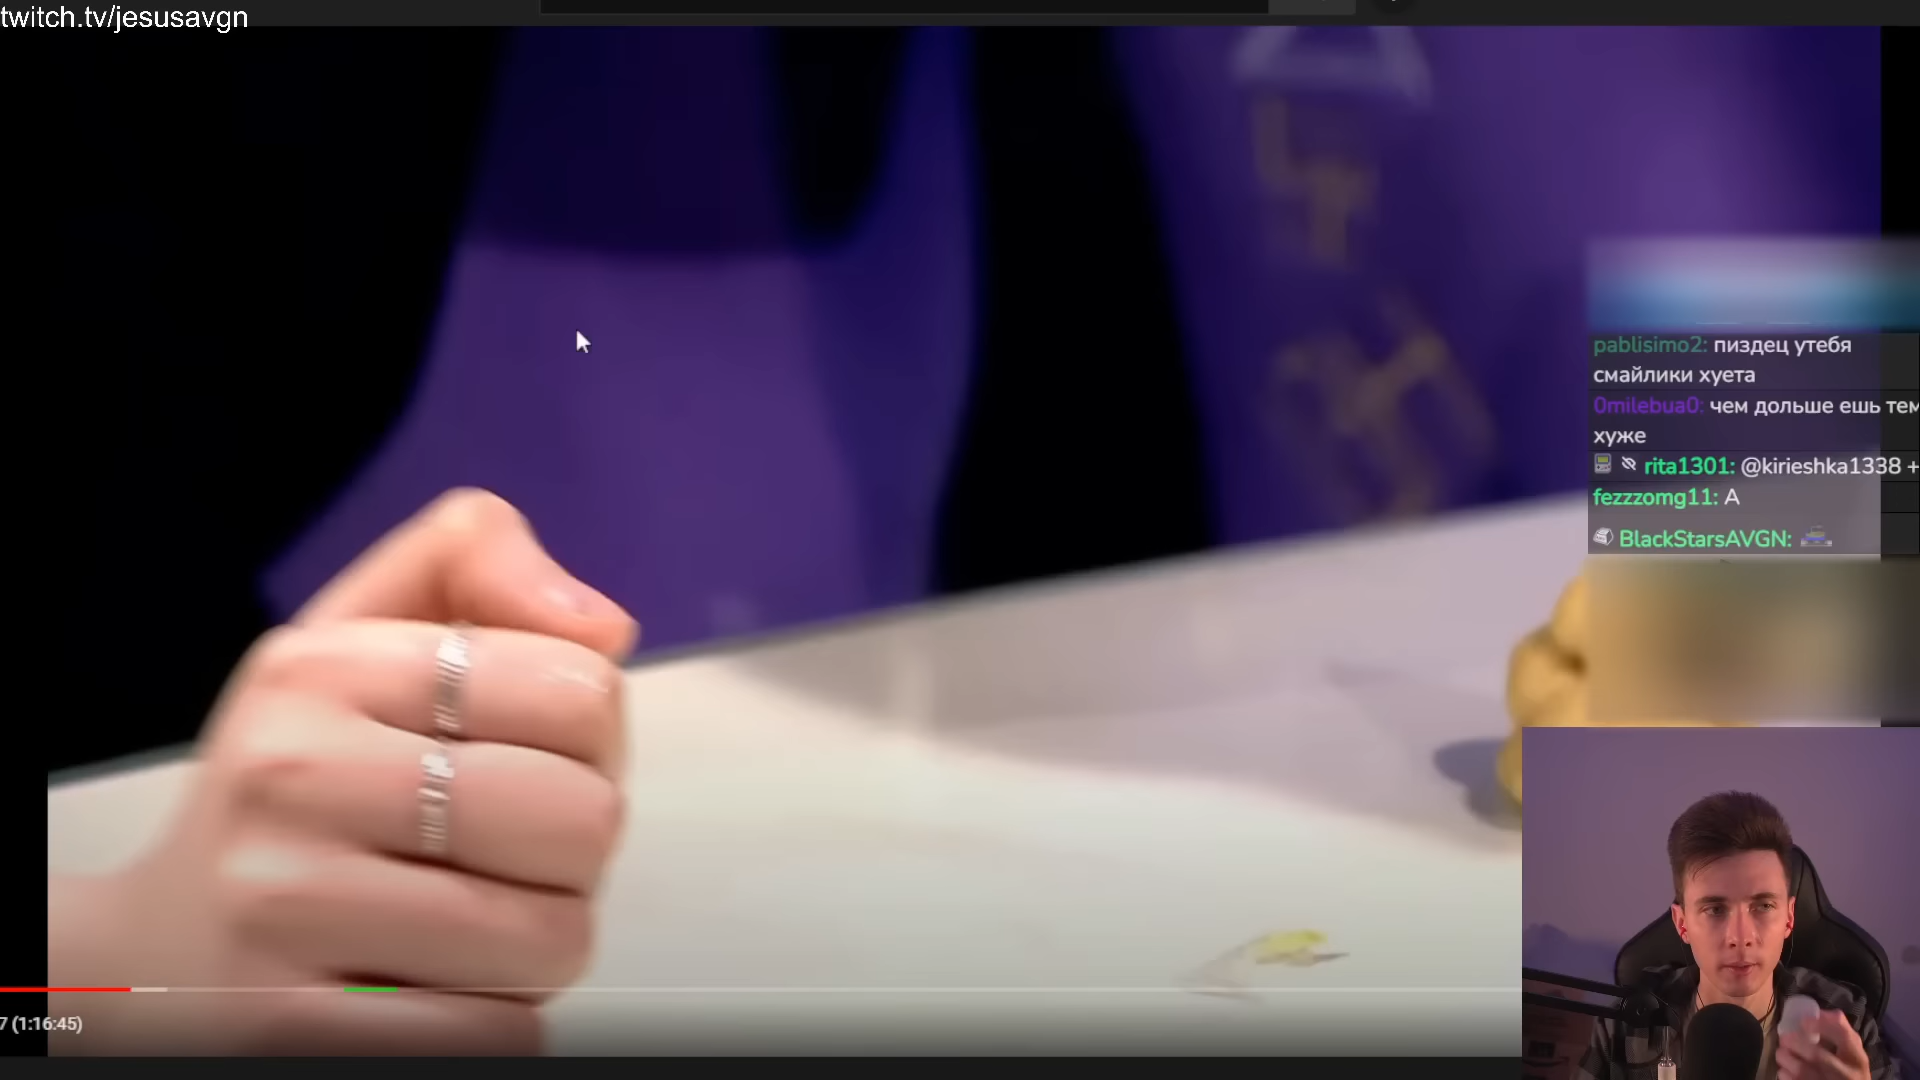 twitch.tv/jesusavgn
pablisimo2: пиздец утебя
смайлики хуета
0milebua0: чем дольше ешь тем
хуже
rita1301: @kirieshka1338 +
fezzzomg11: А
BlackStarsAVGN:
7 (1:16:45)